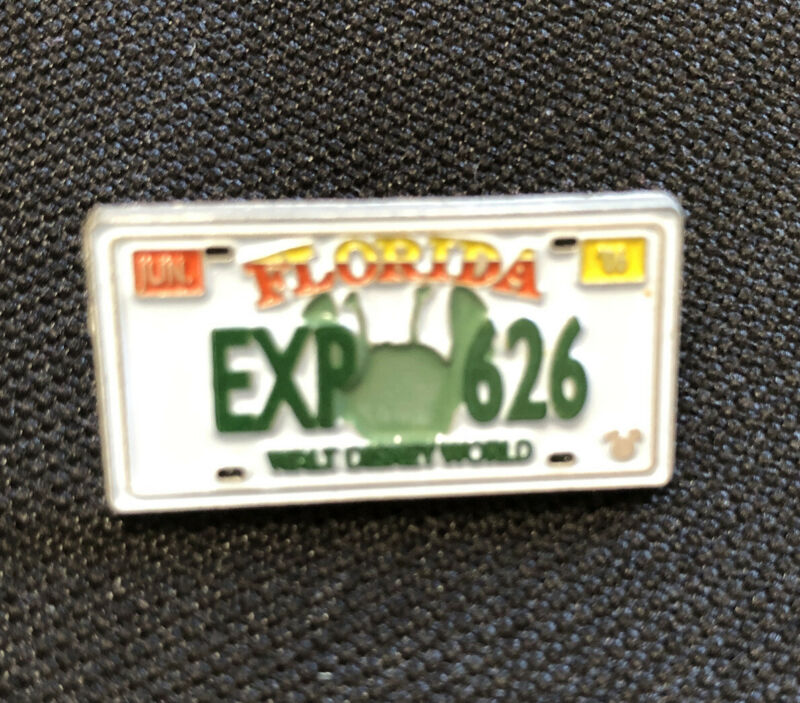 JUN.
FLORIDA
'06
EXP 626
WALT DISNEY WORLD